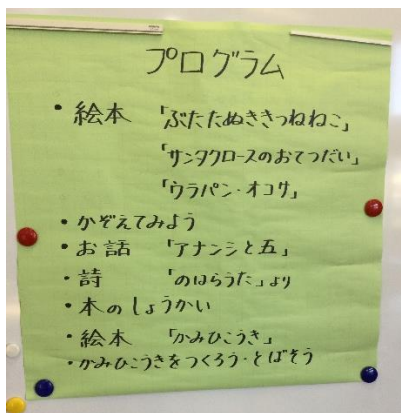 プログラム
・絵本 「ぶたたぬききつねねこ」
「サンタクロースのおてつだい」
「ウラパン・オコサ」
・かぞえてみよう
・お話 「アナンシと五」
・詩 「のはらうた」より
・本のしょうかい
・絵本 「かみひこうき」
・かみひこうきをつくろう・とばそう